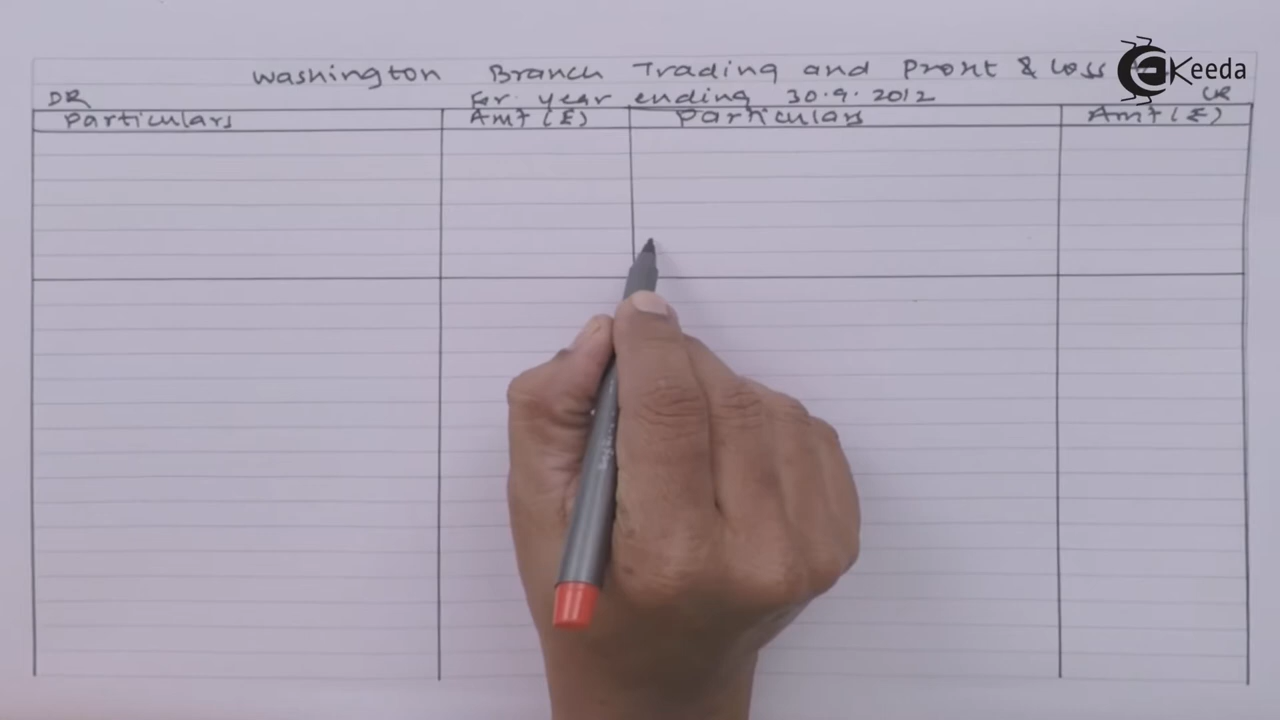 Washington Branch Trading and Profit & Loss
Keeda
DR For year ending 30.9.2012 CR
Particulars Amt (£) Particulars Amt (£)